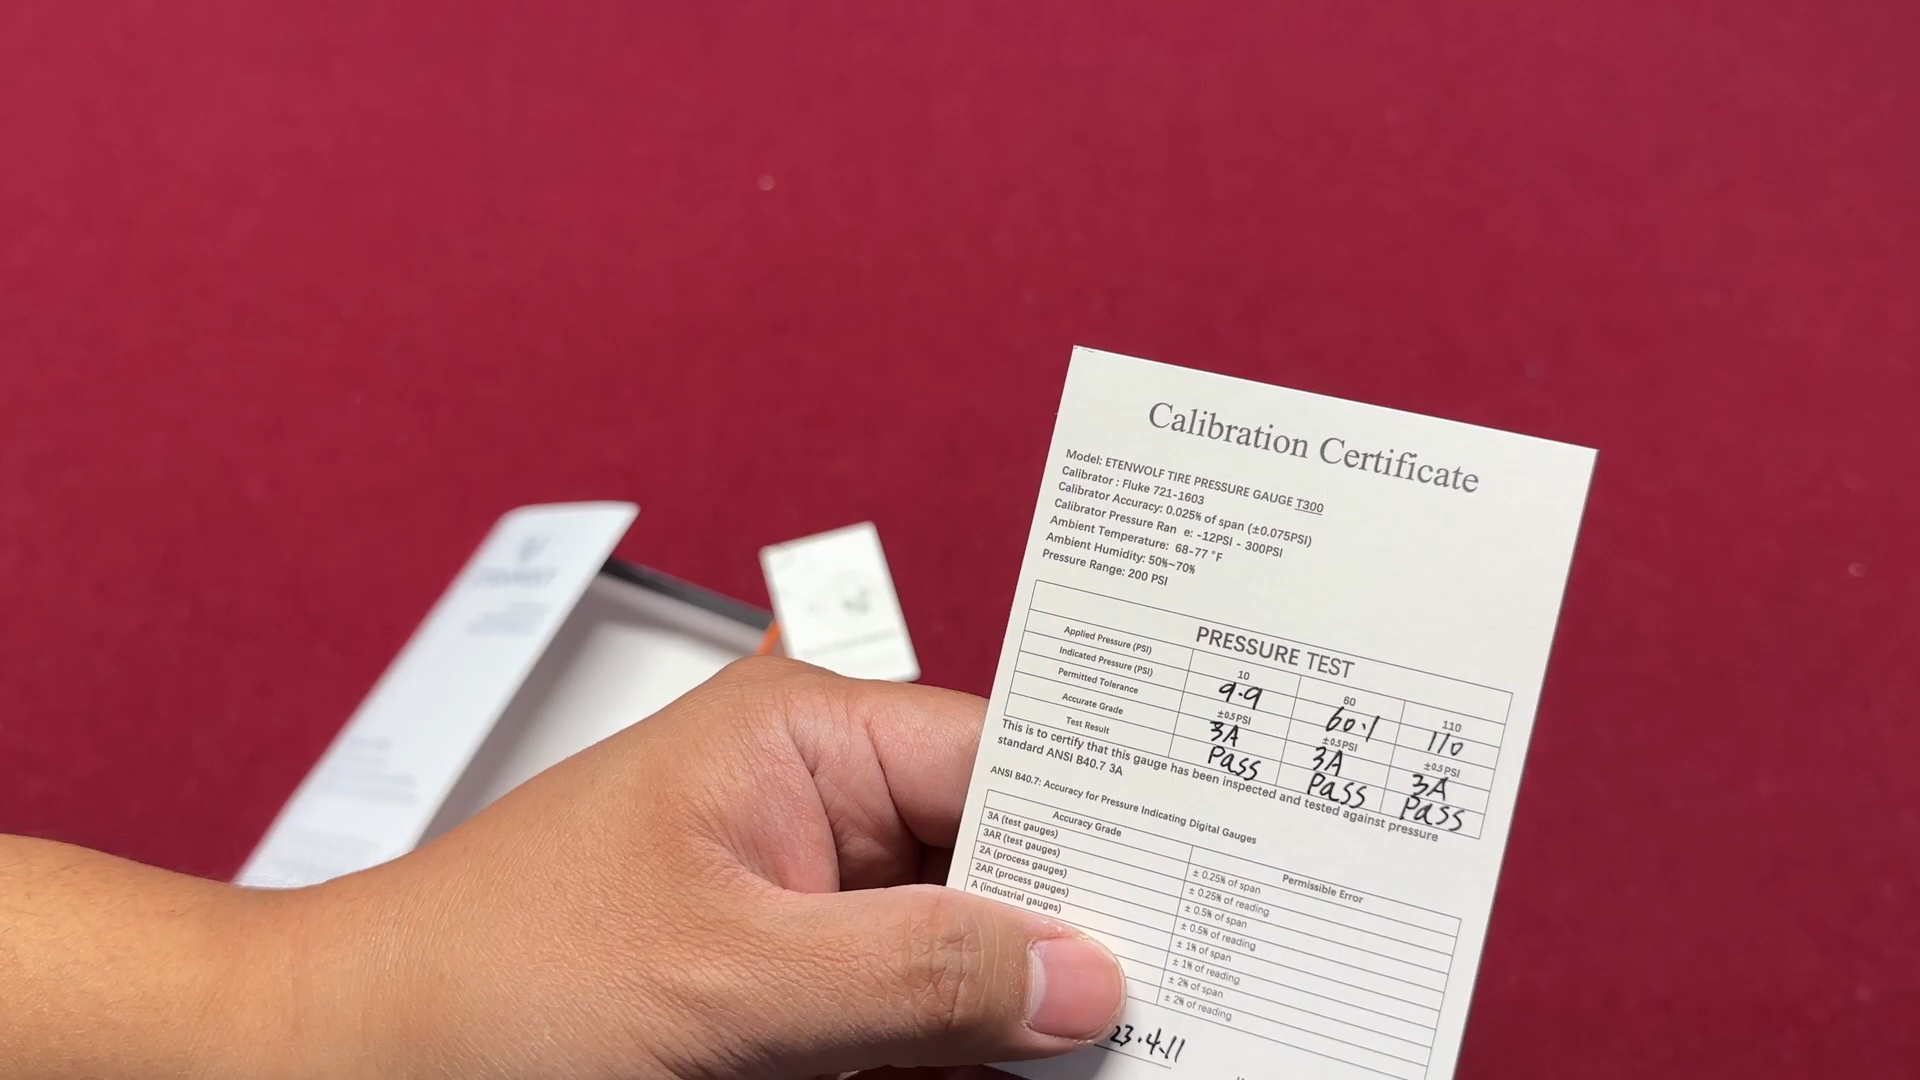 Calibration Certificate
Model: ETENWOLF TIRE PRESSURE GAUGE T300
Calibrator : Fluke 721-1603
Calibrator Accuracy: 0.025% of span (±0.075PSI)
Calibrator Pressure Ran e: -12PSI - 300PSI
Ambient Temperature: 68-77 °F
Ambient Humidity: 50%~70%
Pressure Range: 200 PSI
PRESSURE TEST
Applied Pressure (PSI) 10 60 110
Indicated Pressure (PSI) 9.9 60.1 110
Permitted Tolerance ±0.5PSI ±0.5PSI ±0.5PSI
Accurate Grade 3A 3A 3A
Test Result Pass Pass Pass
This is to certify that this gauge has been inspected and tested against pressure
standard ANSI B40.7 3A
ANSI B40.7: Accuracy for Pressure Indicating Digital Gauges
Accuracy Grade Permissible Error
3A (test gauges) ± 0.25% of span
3AR (test gauges) ± 0.25% of reading
2A (process gauges) ± 0.5% of span
2AR (process gauges) ± 0.5% of reading
A (industrial gauges) ± 1% of span
± 1% of reading
± 2% of span
± 2% of reading
23.4.11